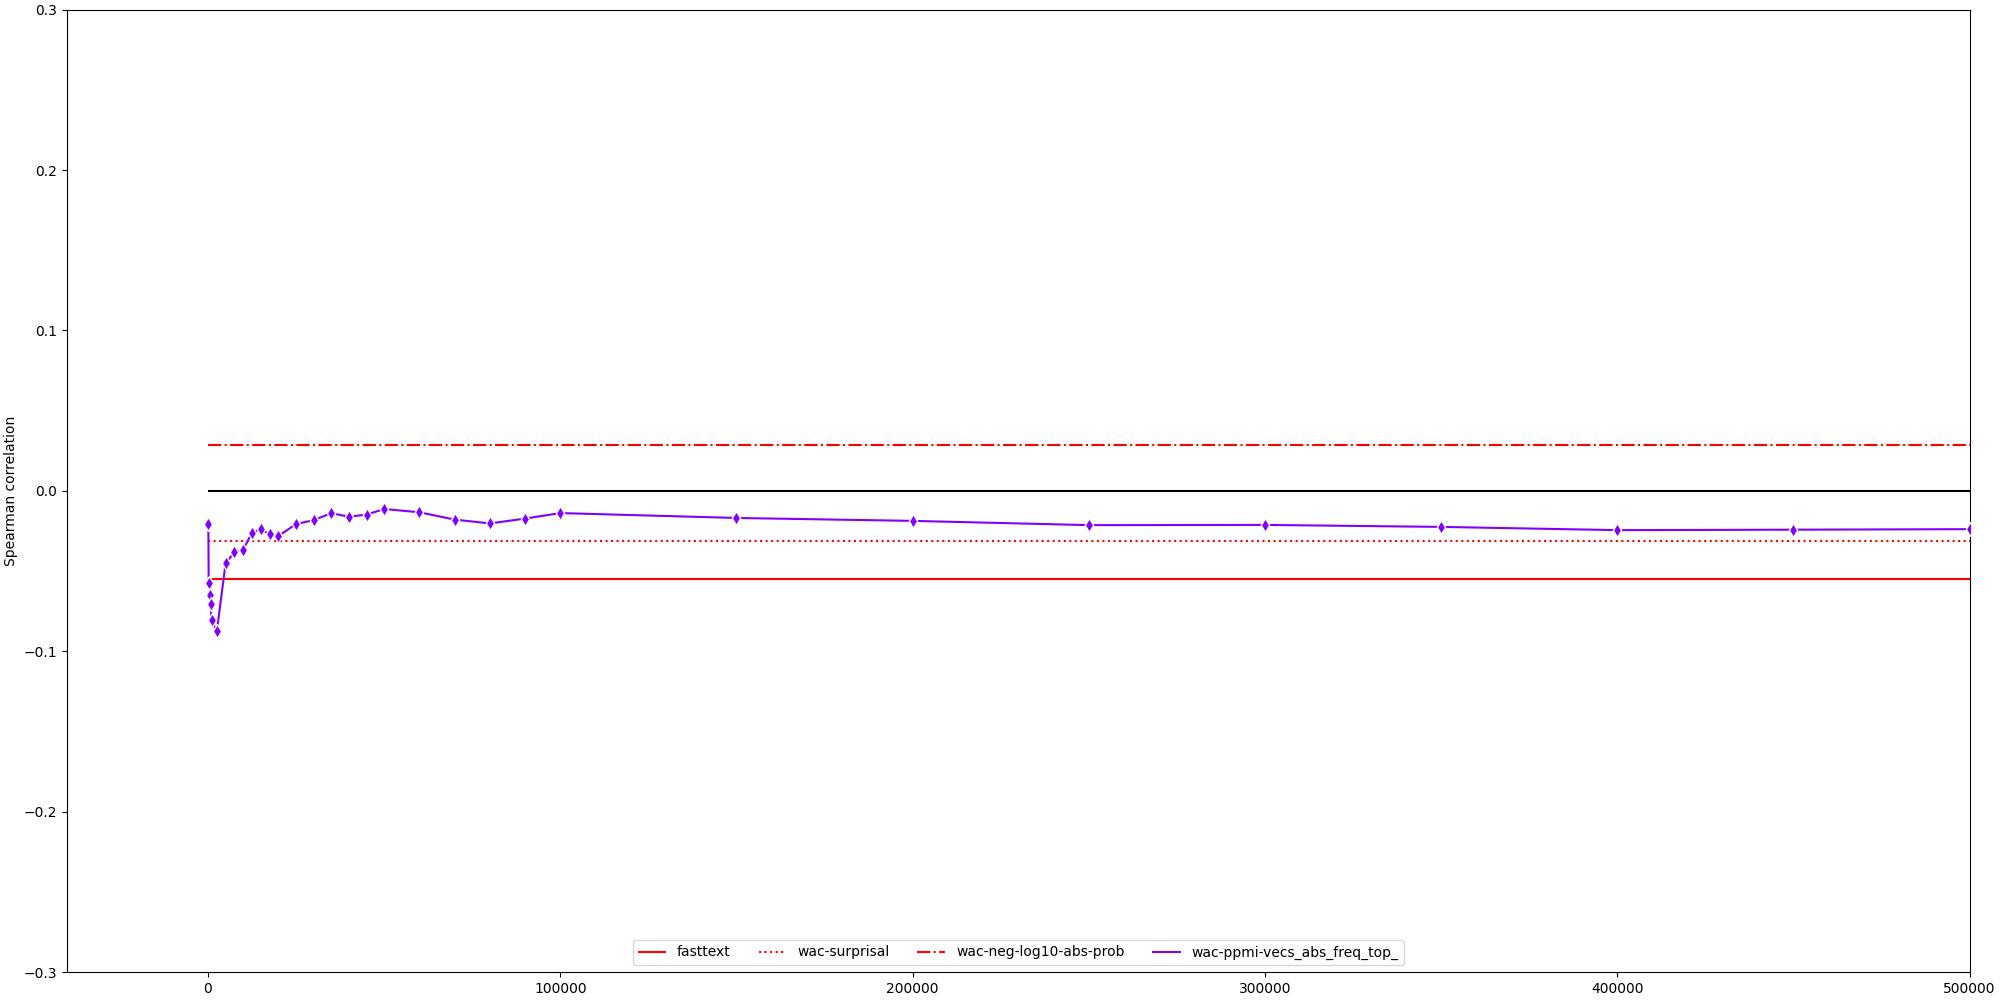 0.3
0.2
0.1
0.0
−0.1
−0.2
−0.3
Spearman correlation
0 100000 200000 300000 400000 500000
fasttext wac-surprisal wac-neg-log10-abs-prob wac-ppmi-vecs_abs_freq_top_